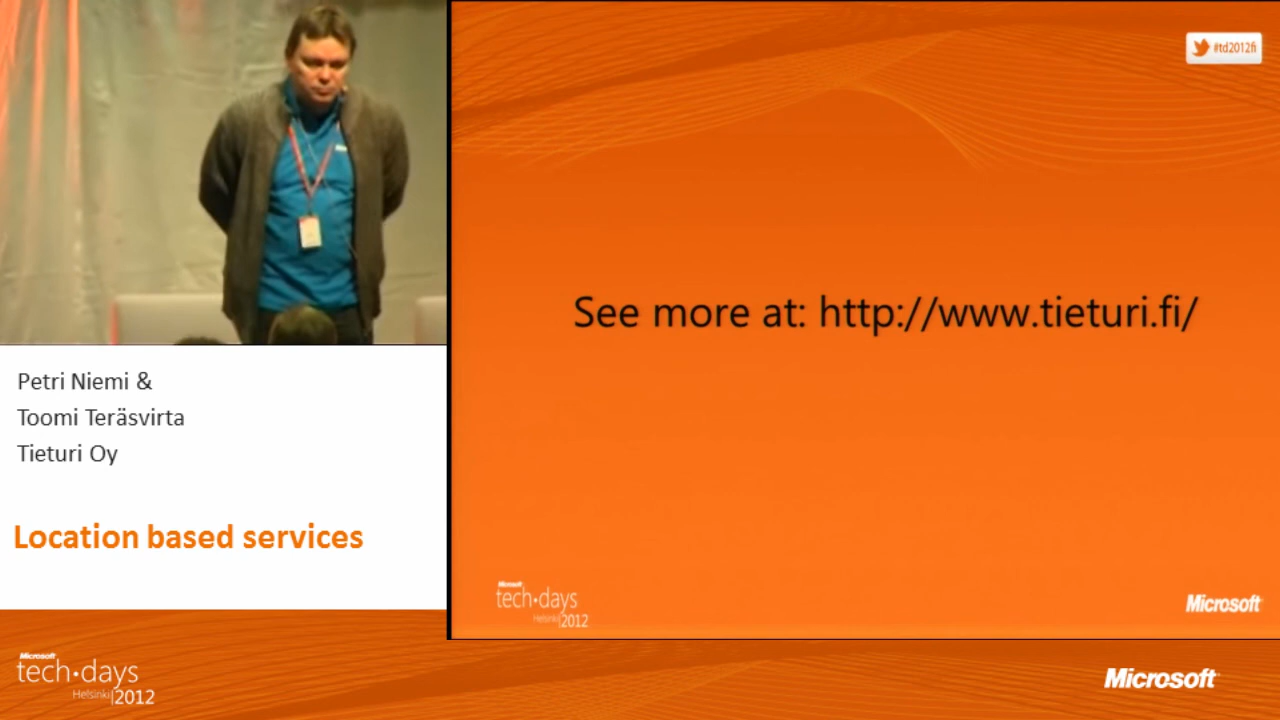 #td2012fi
See more at: http://www.tieturi.fi/
Microsoft
tech·days
Helsinki|2012
Microsoft
Petri Niemi &
Toomi Teräsvirta
Tieturi Oy
Location based services
Microsoft
tech·days
Helsinki|2012
Microsoft